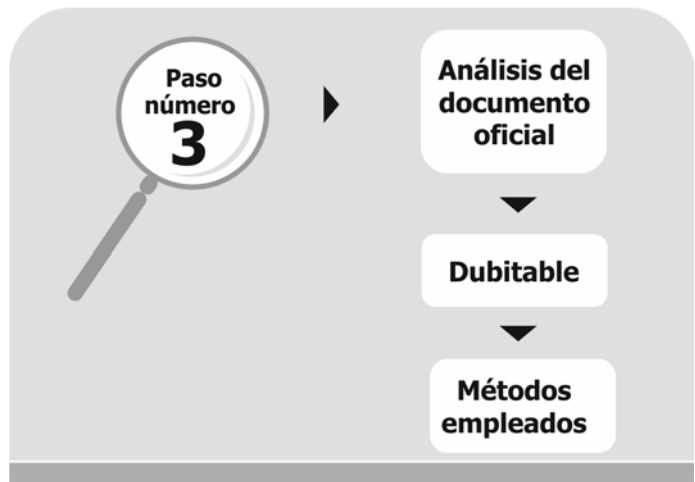 Paso
número
3
Análisis del
documento
oficial
Dubitable
Métodos
empleados